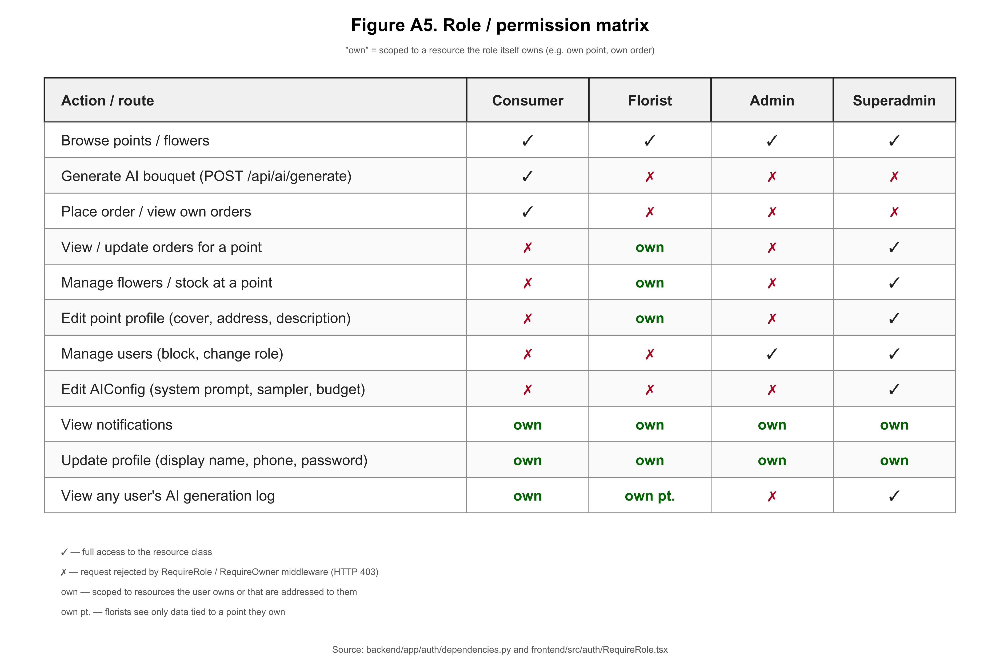 Figure A5. Role / permission matrix
"own" = scoped to a resource the role itself owns (e.g. own point, own order)
Action / route Consumer Florist Admin Superadmin
Browse points / flowers ✓ ✓ ✓ ✓
Generate AI bouquet (POST /api/ai/generate) ✓ ✗ ✗ ✗
Place order / view own orders ✓ ✗ ✗ ✗
View / update orders for a point ✗ own ✗ ✓
Manage flowers / stock at a point ✗ own ✗ ✓
Edit point profile (cover, address, description) ✗ own ✗ ✓
Manage users (block, change role) ✗ ✗ ✓ ✓
Edit AIConfig (system prompt, sampler, budget) ✗ ✗ ✗ ✓
View notifications own own own own
Update profile (display name, phone, password) own own own own
View any user's AI generation log own own pt. ✗ ✓
✓ — full access to the resource class
✗ — request rejected by RequireRole / RequireOwner middleware (HTTP 403)
own — scoped to resources the user owns or that are addressed to them
own pt. — florists see only data tied to a point they own
Source: backend/app/auth/dependencies.py and frontend/src/auth/RequireRole.tsx